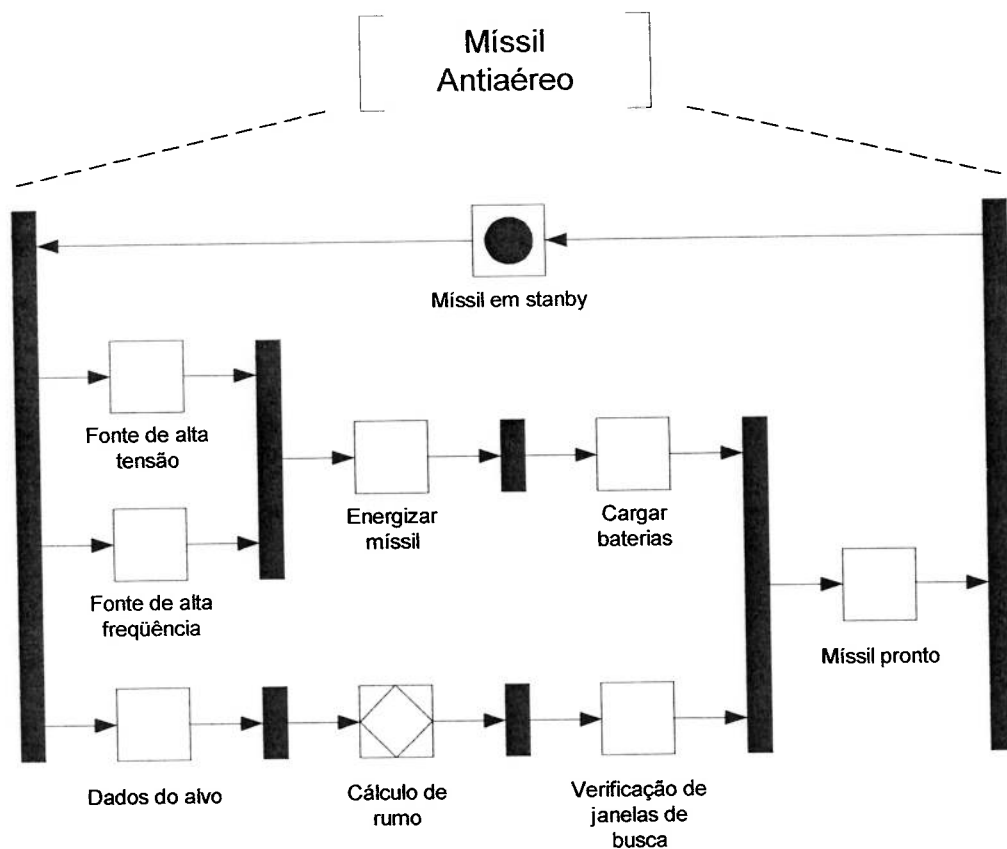 Míssil
Antiaéreo
Míssil em stanby
Fonte de alta
tensão
Energizar
míssil
Cargar
baterias
Fonte de alta
freqüência
Míssil pronto
Dados do alvo
Cálculo de
rumo
Verificação de
janelas de
busca